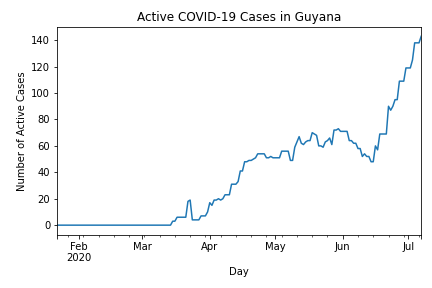 Active COVID-19 Cases in Guyana
Number of Active Cases
140
120
100
80
60
40
20
0
Feb Mar Apr May Jun Jul
2020
Day